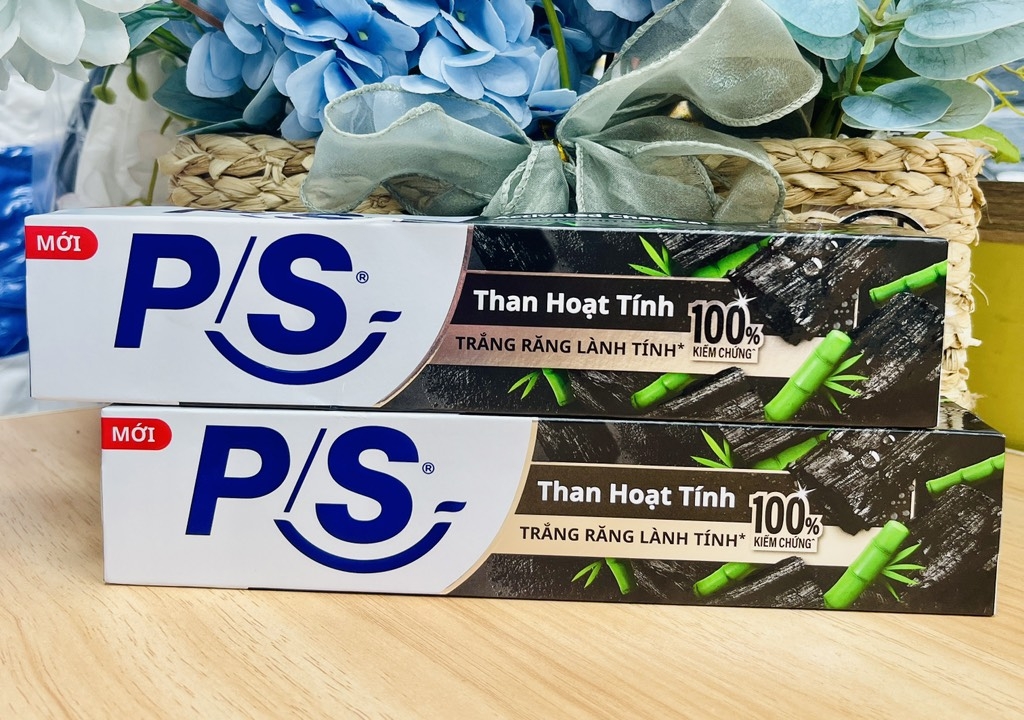 MỚI
P/S®
Than Hoạt Tính
TRẮNG RĂNG LÀNH TÍNH*
100%
KIỂM CHỨNG^
MỚI
P/S®
Than Hoạt Tính
TRẮNG RĂNG LÀNH TÍNH*
100%
KIỂM CHỨNG^